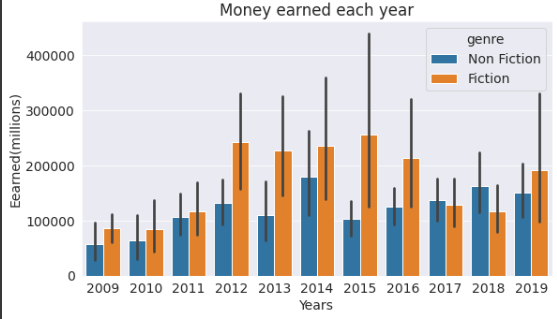 Money earned each year
genre
Non Fiction
Fiction
Eearned(millions)
400000
300000
200000
100000
0
2009 2010 2011 2012 2013 2014 2015 2016 2017 2018 2019
Years